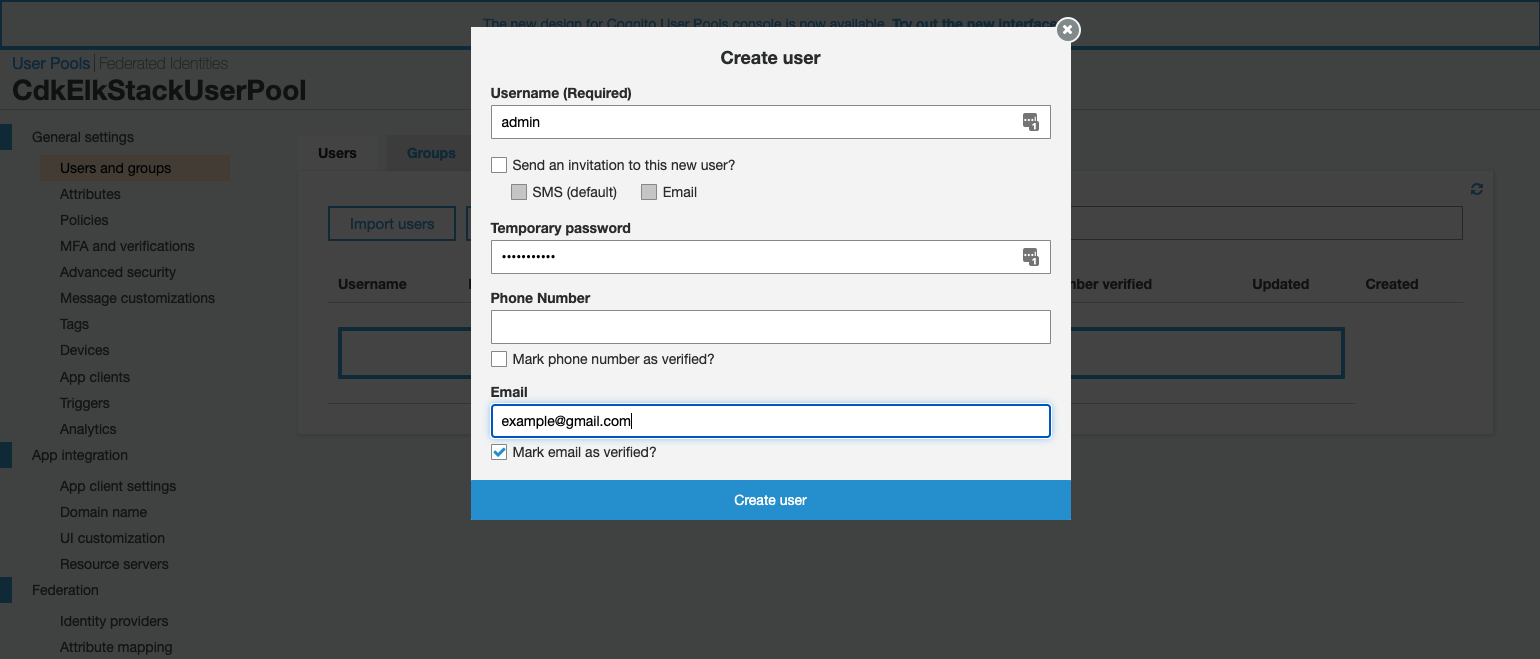 The new design for Cognito User Pools console is now available. Try out the new interface
User Pools | Federated Identities
CdkElkStackUserPool
General settings
Users and groups
Attributes
Policies
MFA and verifications
Advanced security
Message customizations
Tags
Devices
App clients
Triggers
Analytics
App integration
App client settings
Domain name
UI customization
Resource servers
Federation
Identity providers
Attribute mapping
Users Groups
Import users
Username
mber verified Updated Created
Create user
Username (Required)
admin
Send an invitation to this new user?
SMS (default) Email
Temporary password
•••••••••••
Phone Number
Mark phone number as verified?
Email
example@gmail.com
Mark email as verified?
Create user